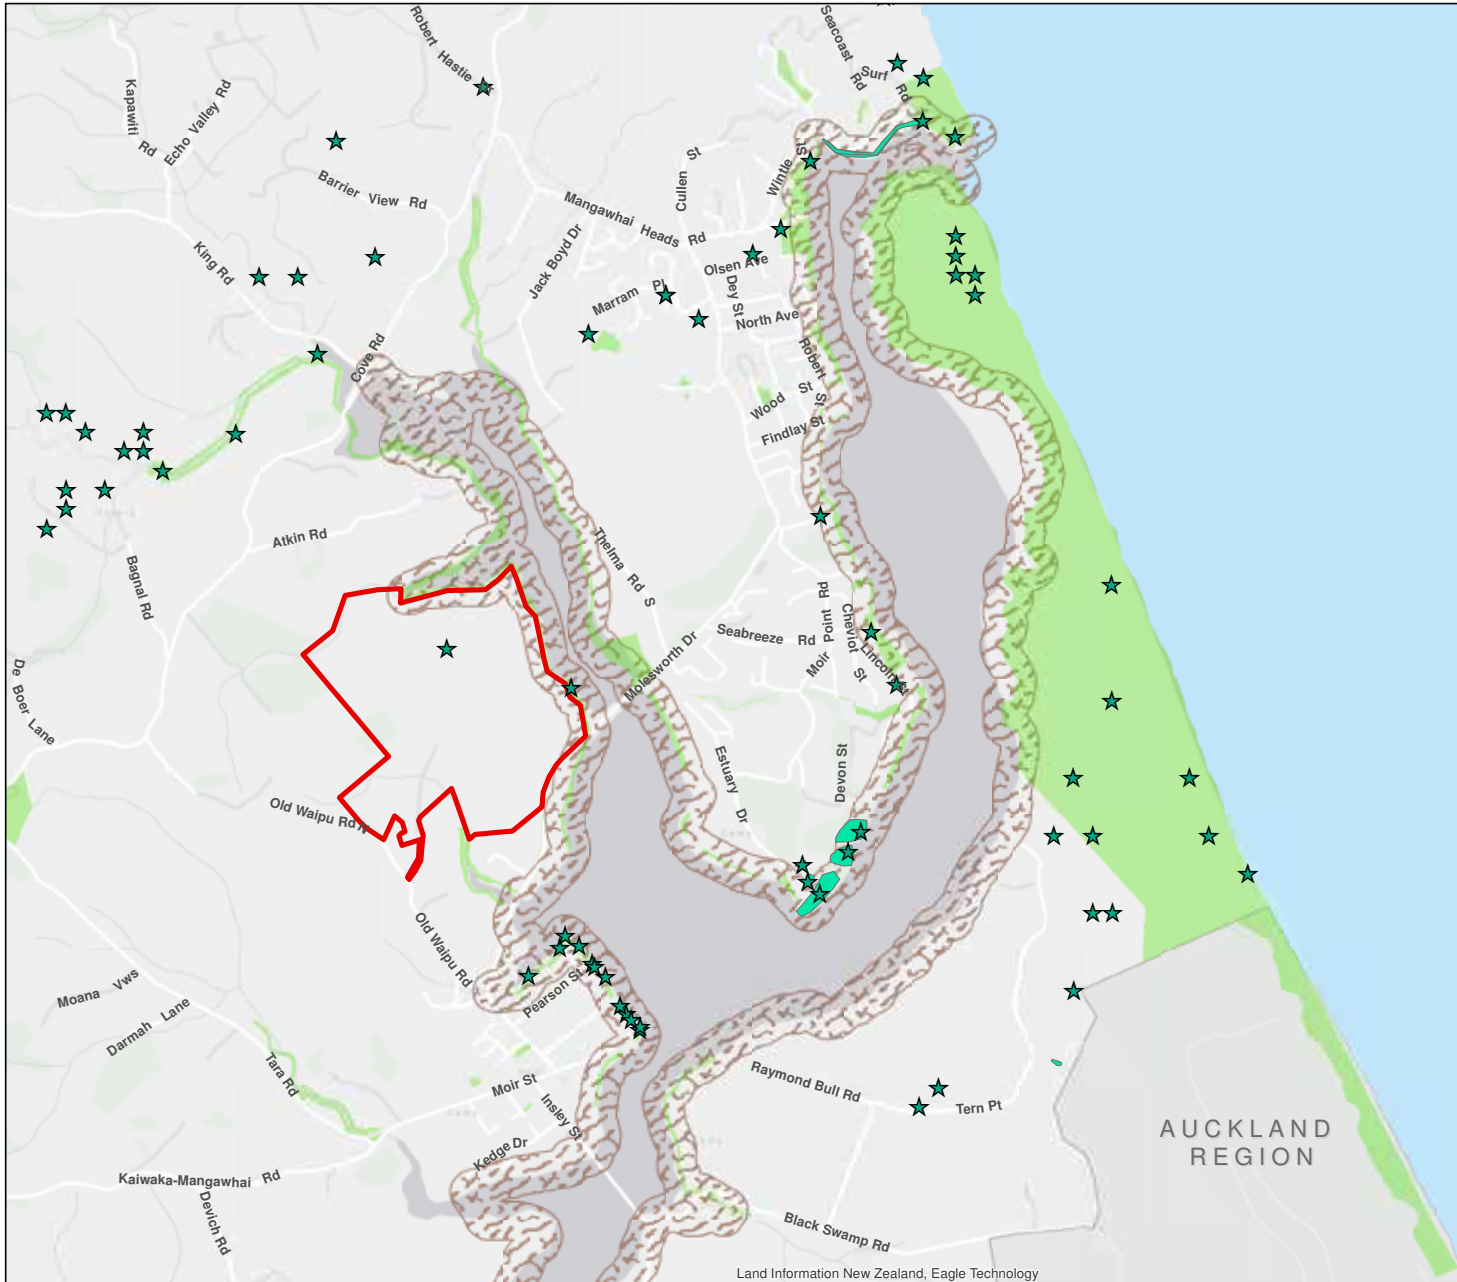 Robert Hastie Dr
Seacoast Rd
Surf Rd
Kapawiti Rd
Echo Valley Rd
Barrier View Rd
Cullen St
Wintle St
Mangawhai Heads Rd
King Rd
Jack Boyd Dr
Olsen Ave
Dey St
Marram Pl
North Ave
Cove Rd
Robert St
Wood St
Findlay St
Atkin Rd
Bagnal Rd
Thelma Rd S
Seabreeze Rd
Moir Point Rd
Cheviot St
Lincoln St
Molesworth Dr
De Boer Lane
Estuary Dr
Devon St
Old Waipu Rd N
Old Waipu Rd
Pearson St
Moana Vws
Darmah Lane
Tara Rd
Moir St
Insley St
Kedge Dr
Raymond Bull Rd
Tern Pt
AUCKLAND
REGION
Kaiwaka-Mangawhai Rd
Devich Rd
Black Swamp Rd
Land Information New Zealand, Eagle Technology